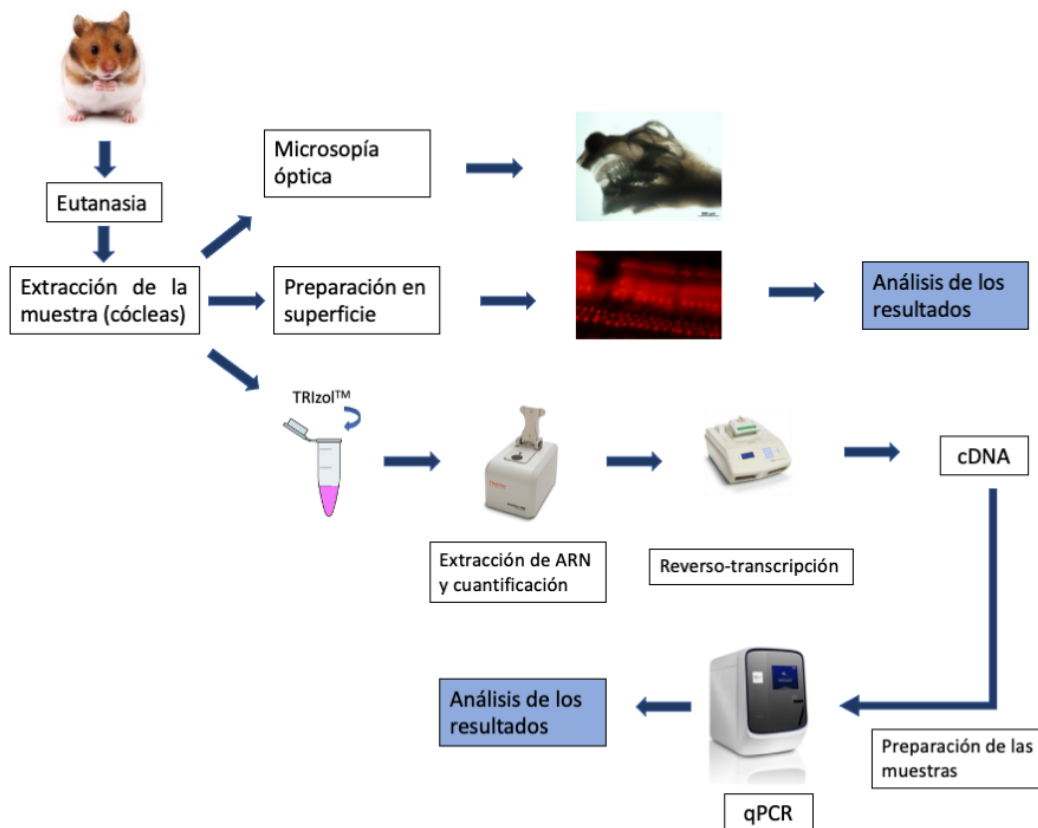 Eutanasia
Extracción de la
muestra (cócleas)
Microsopía
óptica
Preparación en
superficie
Análisis de los
resultados
TRIzol™
Thermo
cDNA
Extracción de ARN
y cuantificación
Reverso-transcripción
Análisis de los
resultados
Preparación de las
muestras
qPCR